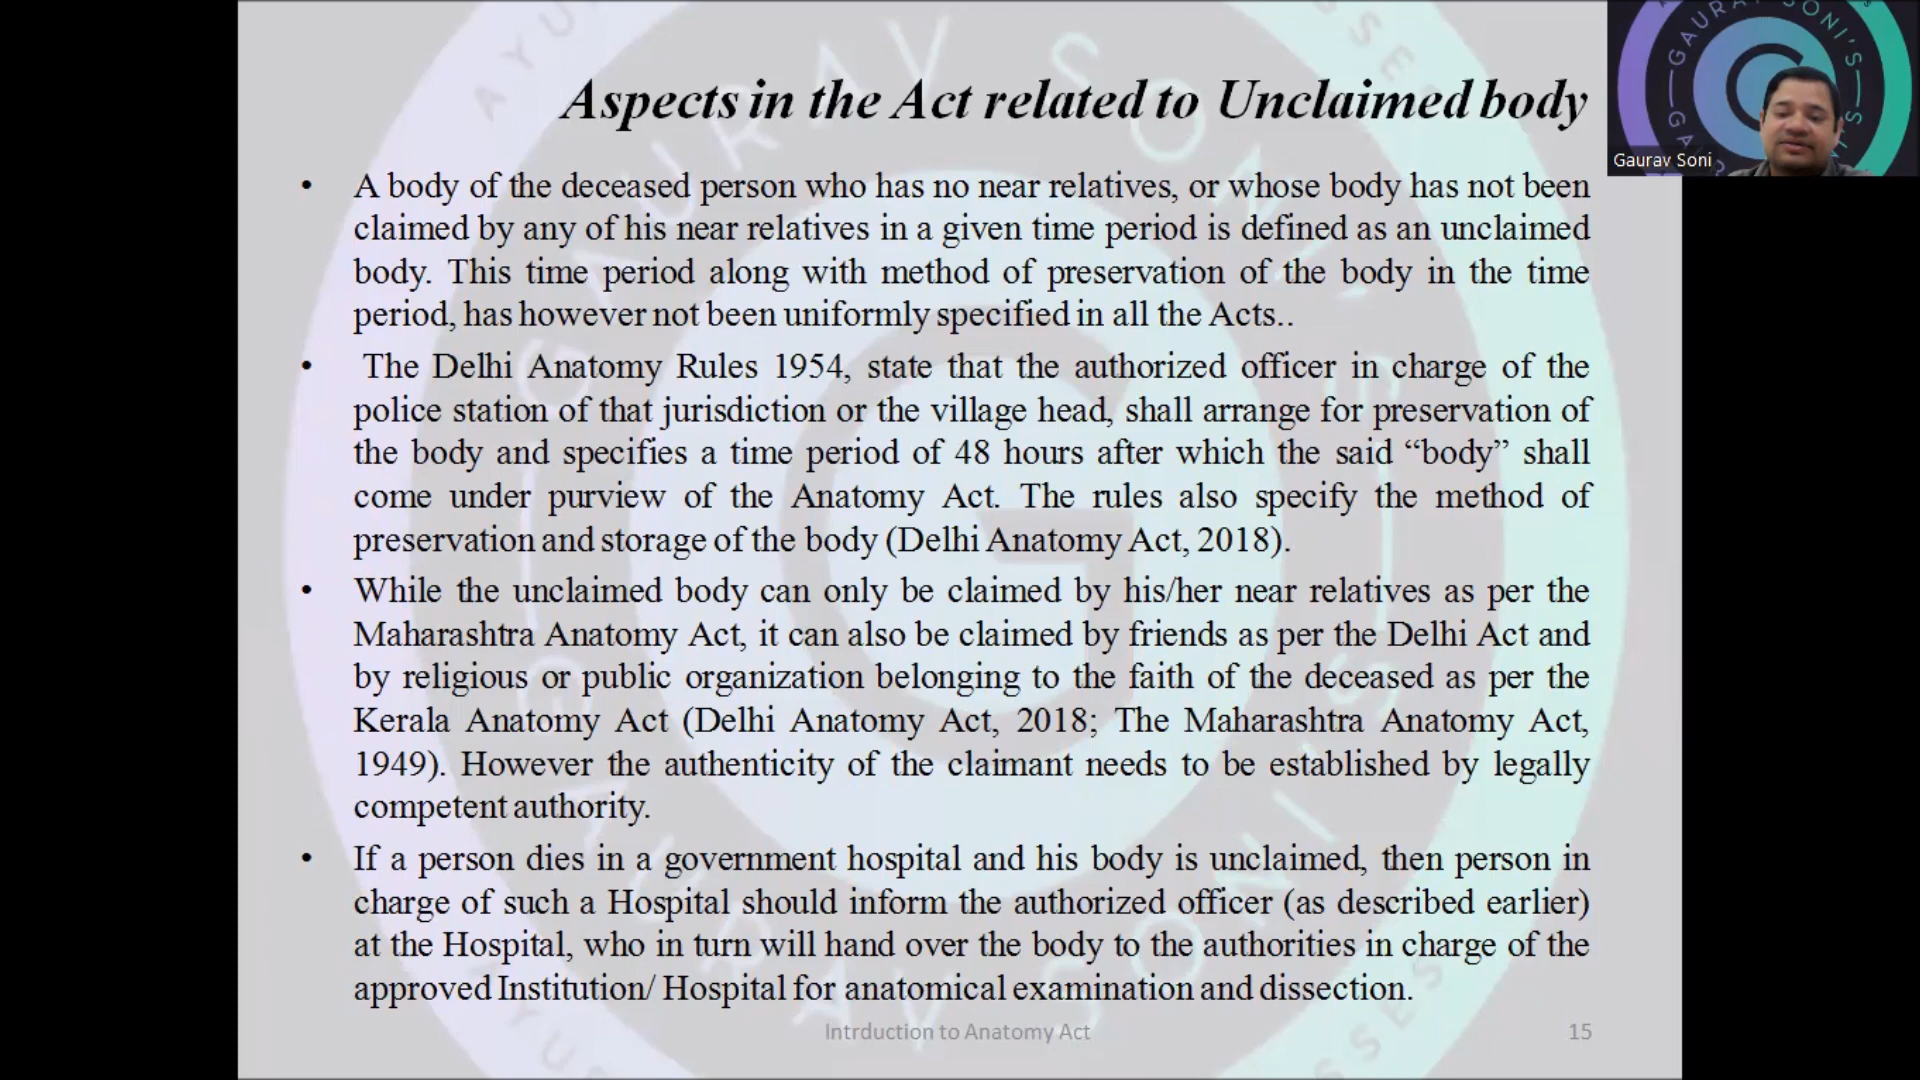 Aspects in the Act related to Unclaimed body
Gaurav Soni
• A body of the deceased person who has no near relatives, or whose body has not been
claimed by any of his near relatives in a given time period is defined as an unclaimed
body. This time period along with method of preservation of the body in the time
period, has however not been uniformly specified in all the Acts..
• The Delhi Anatomy Rules 1954, state that the authorized officer in charge of the
police station of that jurisdiction or the village head, shall arrange for preservation of
the body and specifies a time period of 48 hours after which the said “body” shall
come under purview of the Anatomy Act. The rules also specify the method of
preservation and storage of the body (Delhi Anatomy Act, 2018).
• While the unclaimed body can only be claimed by his/her near relatives as per the
Maharashtra Anatomy Act, it can also be claimed by friends as per the Delhi Act and
by religious or public organization belonging to the faith of the deceased as per the
Kerala Anatomy Act (Delhi Anatomy Act, 2018; The Maharashtra Anatomy Act,
1949). However the authenticity of the claimant needs to be established by legally
competent authority.
• If a person dies in a government hospital and his body is unclaimed, then person in
charge of such a Hospital should inform the authorized officer (as described earlier)
at the Hospital, who in turn will hand over the body to the authorities in charge of the
approved Institution/ Hospital for anatomical examination and dissection.
Intrduction to Anatomy Act
15